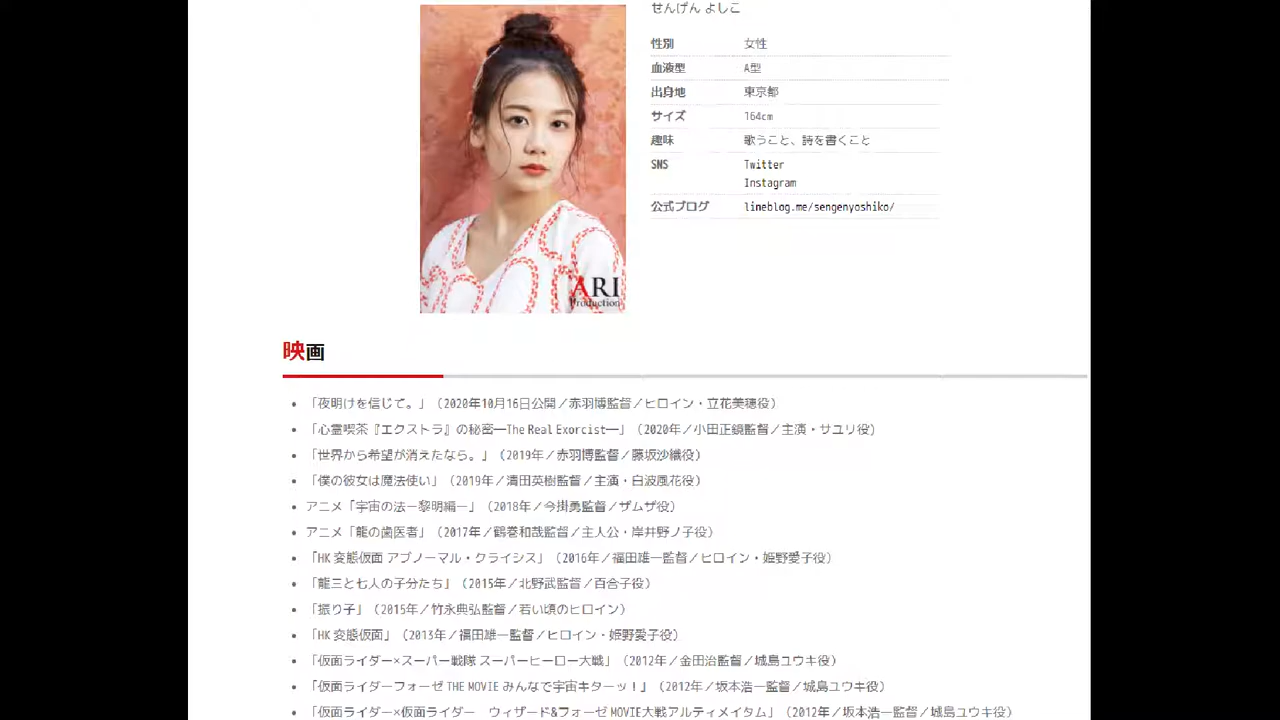 せんげん よしこ
性別 女性
血液型 A型
出身地 東京都
サイズ 164cm
趣味 歌うこと、詩を書くこと
SNS Twitter
Instagram
公式ブログ lineblog.me/sengenyoshiko/
ARI
Production
映画
「夜明けを信じて。」（2020年10月16日公開／赤羽博監督／ヒロイン・立花美穂役）
「心霊喫茶『エクストラ』の秘密―The Real Exorcist―」（2020年／小田正鏡監督／主演・サユリ役）
「世界から希望が消えたなら。」（2019年／赤羽博監督／藤坂沙織役）
「僕の彼女は魔法使い」（2019年／清田英樹監督／主演・白波風花役）
アニメ「宇宙の法―黎明編―」（2018年／今掛勇監督／ザムザ役）
アニメ「龍の歯医者」（2017年／鶴巻和哉監督／主人公・岸井野ノ子役）
「HK 変態仮面 アブノーマル・クライシス」（2016年／福田雄一監督／ヒロイン・姫野愛子役）
「龍三と七人の子分たち」（2015年／北野武監督／百合子役）
「振り子」（2015年／竹永典弘監督／若い頃のヒロイン）
「HK 変態仮面」（2013年／福田雄一監督／ヒロイン・姫野愛子役）
「仮面ライダー×スーパー戦隊 スーパーヒーロー大戦」（2012年／金田治監督／城島ユウキ役）
「仮面ライダーフォーゼ THE MOVIE みんなで宇宙キターッ！」（2012年／坂本浩一監督／城島ユウキ役）
「仮面ライダー×仮面ライダー　ウィザード&フォーゼ MOVIE大戦アルティメイタム」（2012年／坂本浩一監督／城島ユウキ役）